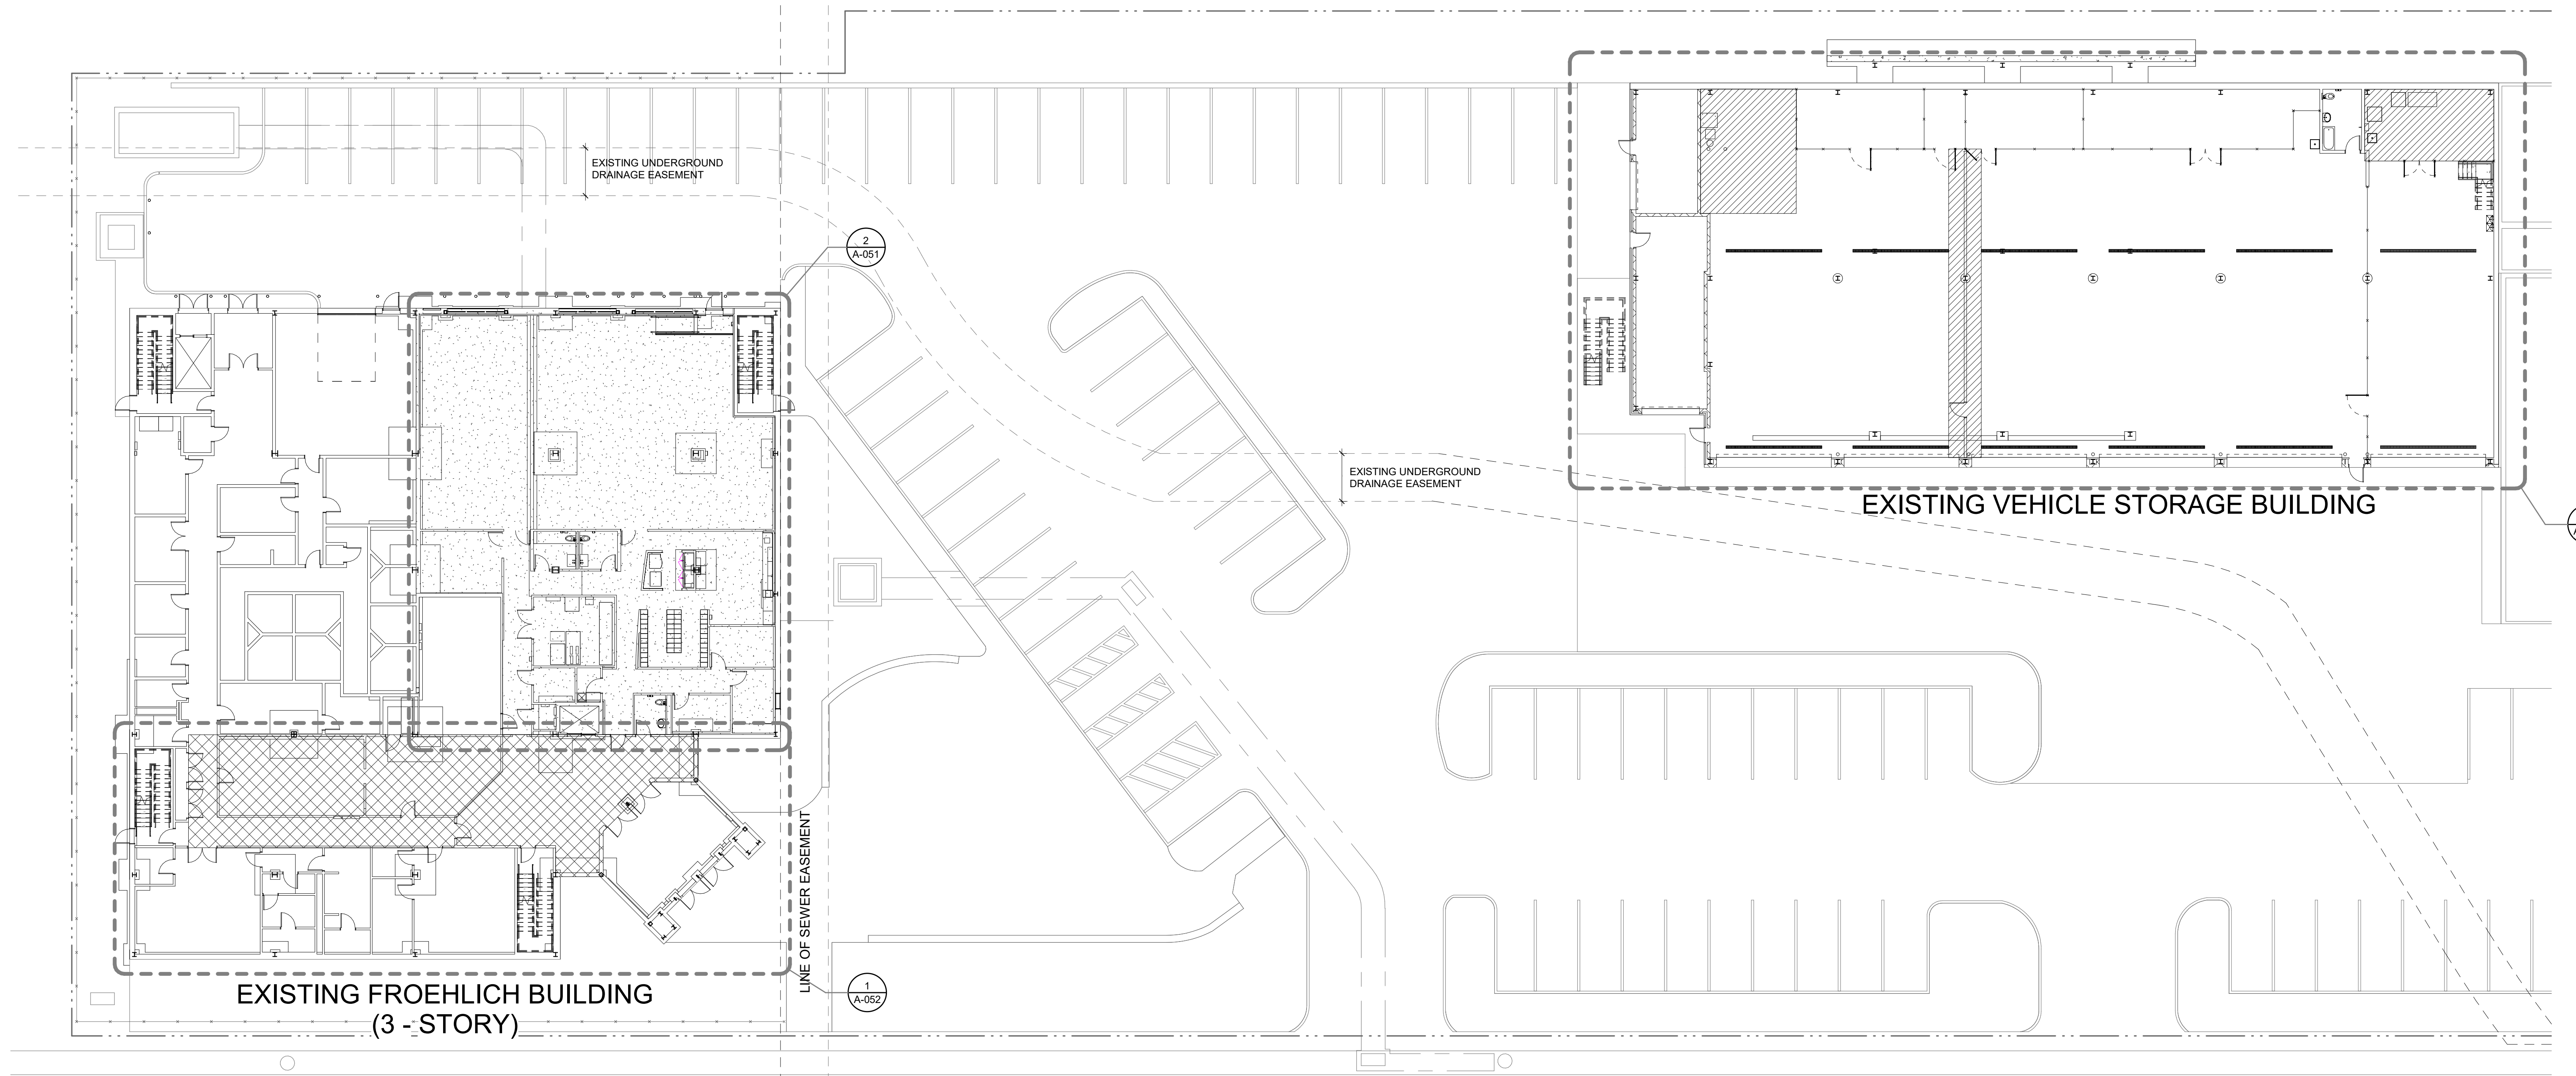 EXISTING UNDERGROUND
DRAINAGE EASEMENT
2
A-051
EXISTING UNDERGROUND
DRAINAGE EASEMENT
EXISTING VEHICLE STORAGE BUILDING
LINE OF SEWER EASEMENT
1
A-052
EXISTING FROEHLICH BUILDING
(3 - STORY)